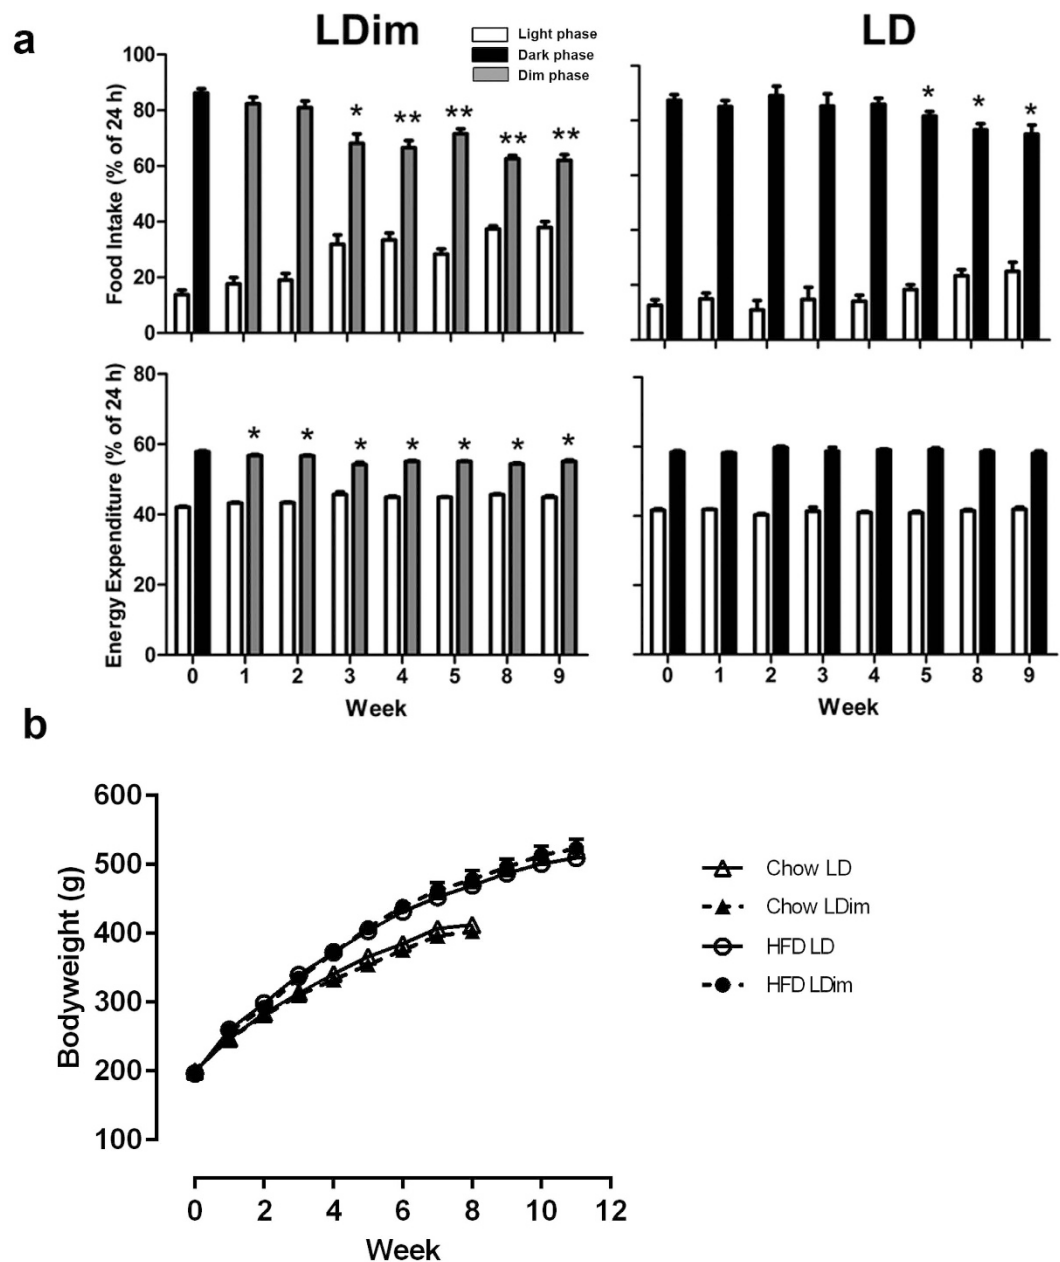 a
LDim
LD
Light phase
Dark phase
Dim phase
Food Intake (% of 24 h)
100
80
60
40
20
0
* ** ** ** **
* * *
Energy Expenditure (% of 24 h)
80
60
40
20
0
* * * * * * *
0 1 2 3 4 5 8 9
Week
0 1 2 3 4 5 8 9
Week
b
Bodyweight (g)
600
500
400
300
200
100
0 2 4 6 8 10 12
Week
Chow LD
Chow LDim
HFD LD
HFD LDim